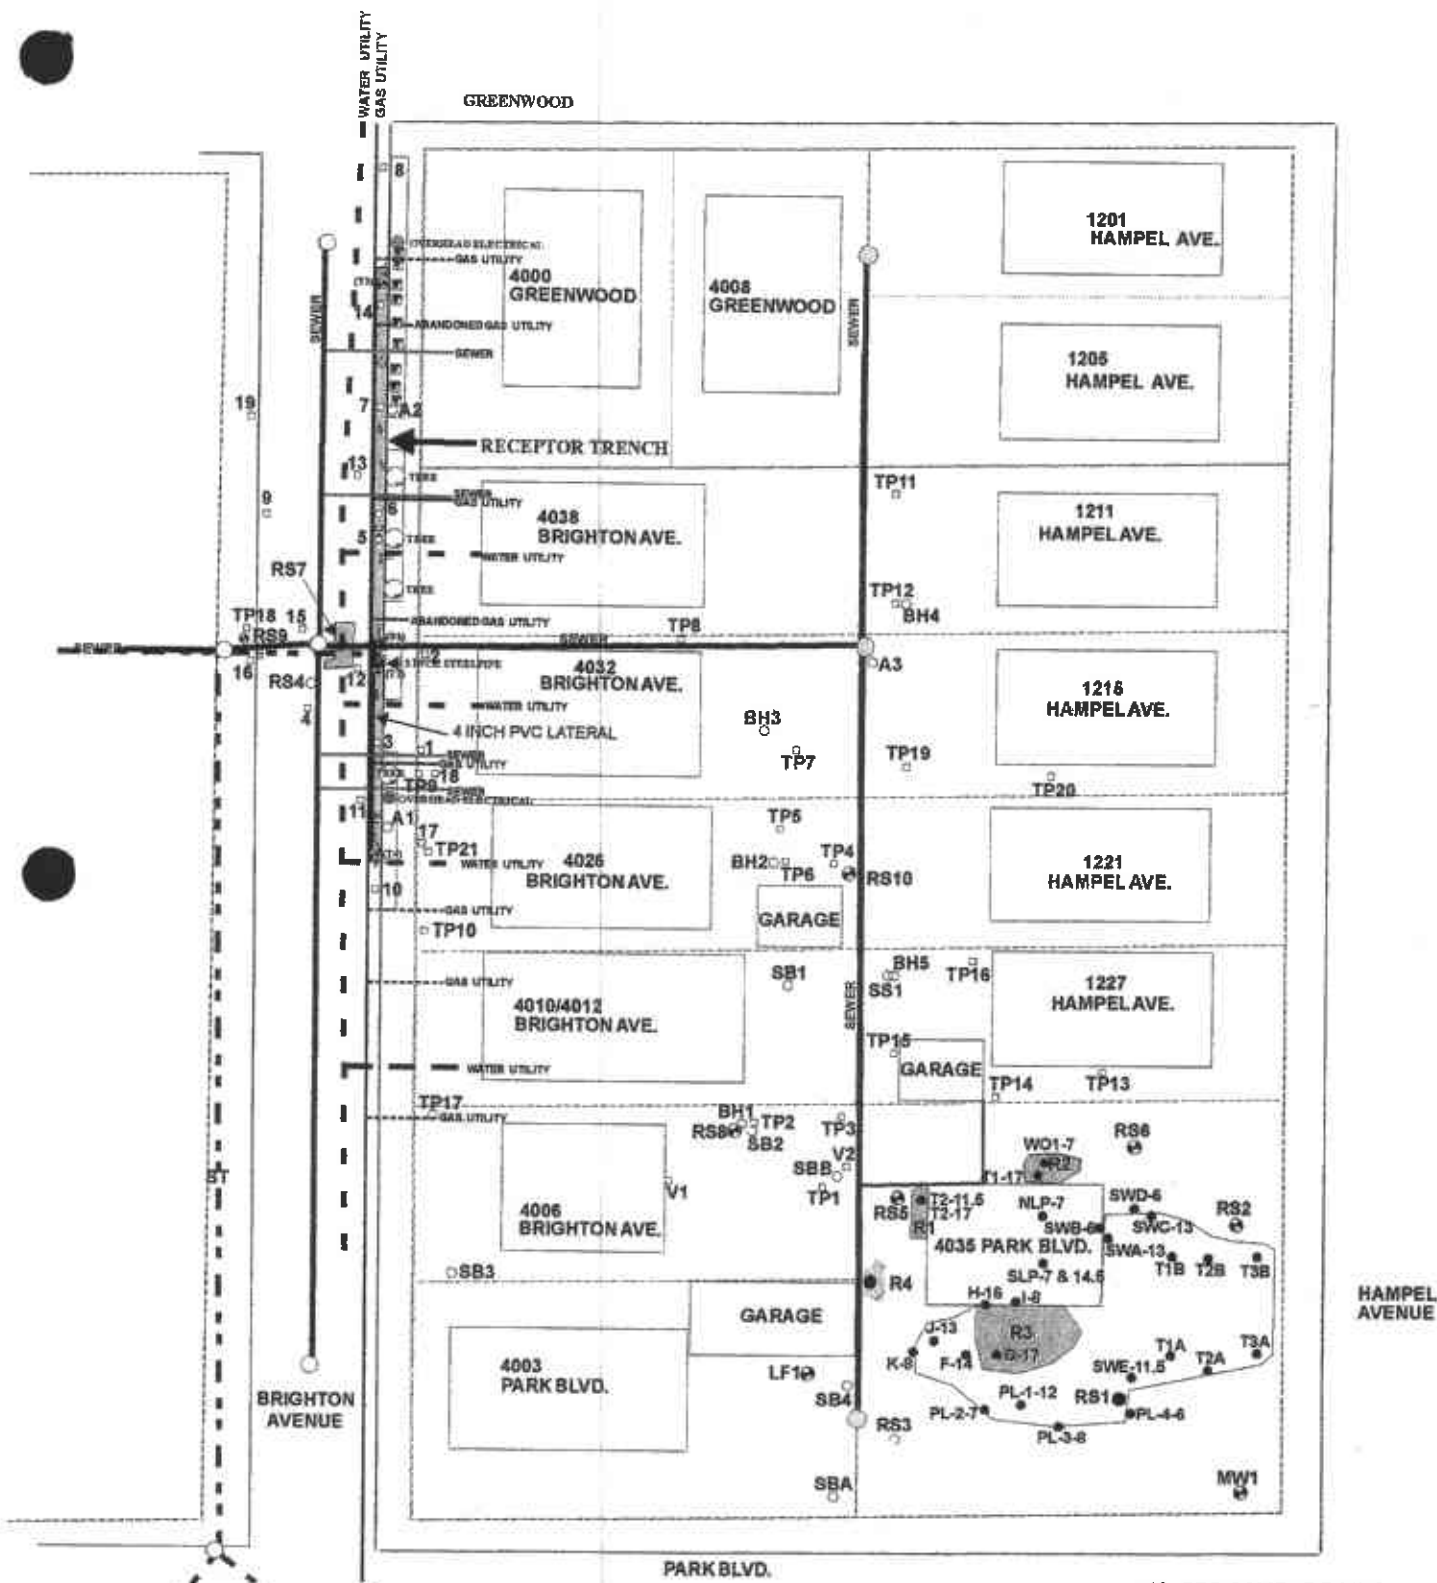 WATER UTILITY
GAS UTILITY
GREENWOOD
8
OVERHEAD ELECTRICAL
GAS UTILITY
SEWER
14
ABANDONED GAS UTILITY
SEWER
4000
GREENWOOD
4008
GREENWOOD
SEWER
1201
HAMPEL AVE.
1205
HAMPEL AVE.
19
7
A2
RECEPTOR TRENCH
13
TREE
9
SEWER
GAS UTILITY
6
5
TREE
WATER UTILITY
TREE
4038
BRIGHTON AVE.
TP11
1211
HAMPEL AVE.
RS7
TP12
BH4
TP18
15
RS9
ABANDONED GAS UTILITY
SEWER
TP8
SEWER
2
STEEL PIPE
16
RS4
12
4032
BRIGHTON AVE.
A3
1215
HAMPEL AVE.
WATER UTILITY
4 INCH PVC LATERAL
BH3
TP7
TP19
TP20
3
1
SEWER
GAS UTILITY
TREE
TP9
18
SEWER
OVERHEAD ELECTRICAL
11
A1
17
TP21
WATER UTILITY
4026
BRIGHTON AVE.
TP5
BH2
TP6
TP4
RS10
GARAGE
1221
HAMPEL AVE.
10
GAS UTILITY
TP10
GAS UTILITY
4010/4012
BRIGHTON AVE.
SB1
SEWER
BH5
SS1
TP16
1227
HAMPEL AVE.
TP15
GARAGE
TP14
TP13
WATER UTILITY
TP17
GAS UTILITY
BH1
TP2
RS8
SB2
TP3
V2
SBB
TP1
V1
ST
4006
BRIGHTON AVE.
SB3
WO1-7
R2
T1-17
RS6
RS5
T2-11.5
T2-17
R1
NLP-7
SWB-6
SWD-6
SWC-13
RS2
4035 PARK BLVD.
SWA-13
T1B
T2B
T3B
SLP-7 & 14.5
R4
H-16
I-8
HAMPEL
AVENUE
GARAGE
J-13
R3
K-8
F-14
G-17
T1A
T2A
T3A
SWE-11.5
4003
PARK BLVD.
LF1
SB4
PL-2-7
PL-1-12
RS1
PL-4-6
PL-3-8
RS3
BRIGHTON
AVENUE
SBA
MW1
PARK BLVD.